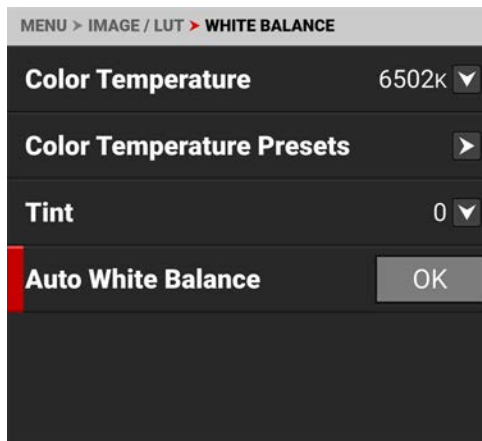 MENU > IMAGE / LUT > WHITE BALANCE
Color Temperature 6502K
Color Temperature Presets
Tint 0
Auto White Balance OK